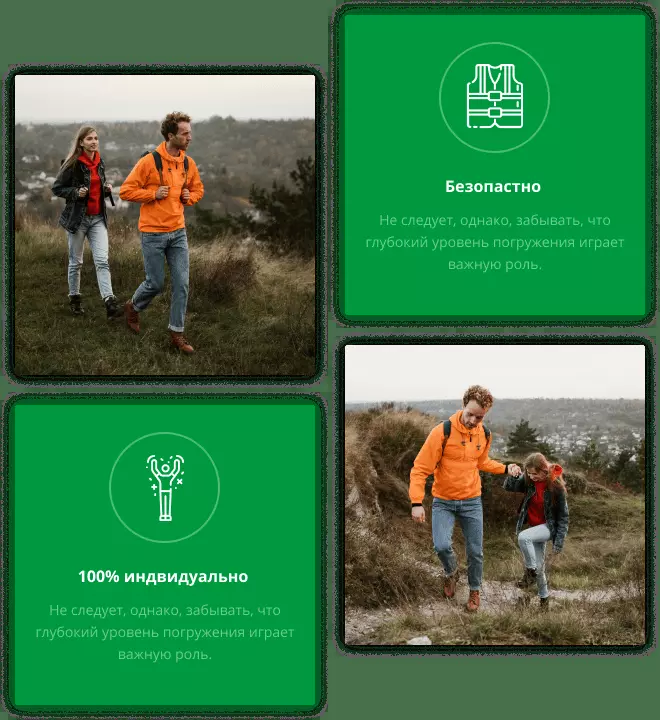 Безопастно
Не следует, однако, забывать, что
глубокий уровень погружения играет
важную роль.
100% индвидуально
Не следует, однако, забывать, что
глубокий уровень погружения играет
важную роль.